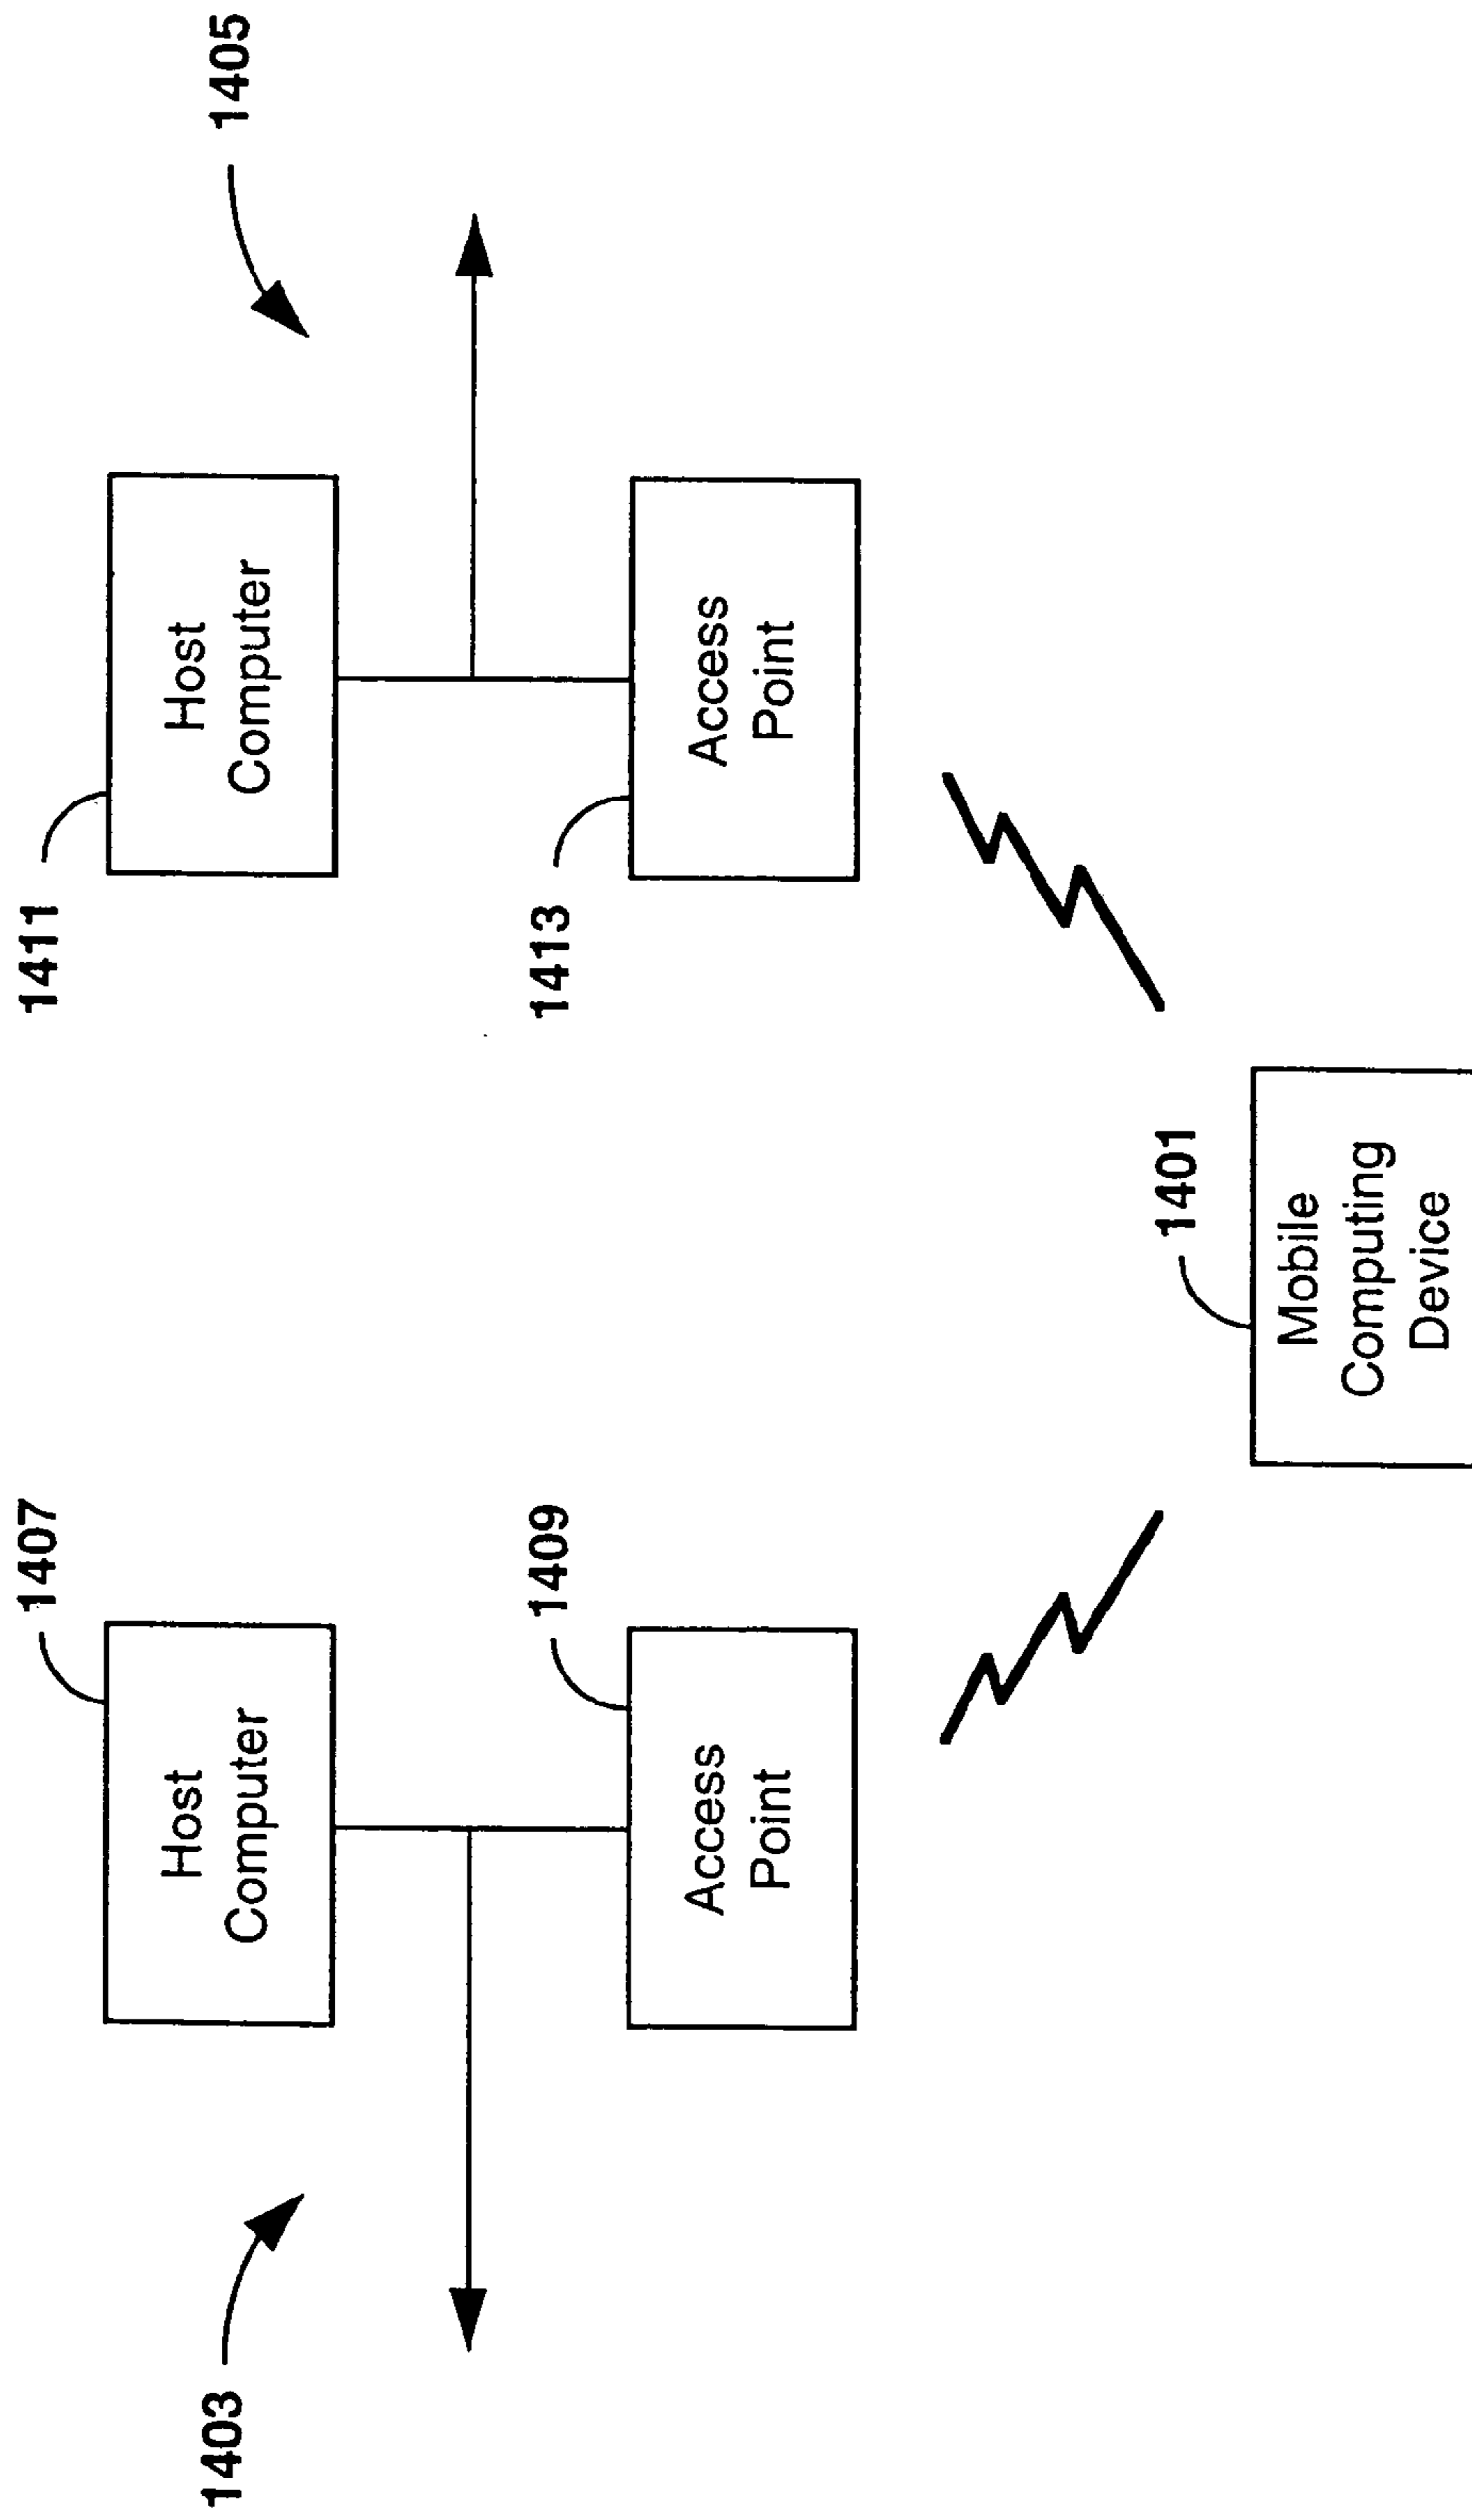 1403
1405
1407
1411
Host
Computer
Host
Computer
1409
1413
Access
Point
Access
Point
1401
Mobile
Computing
Device